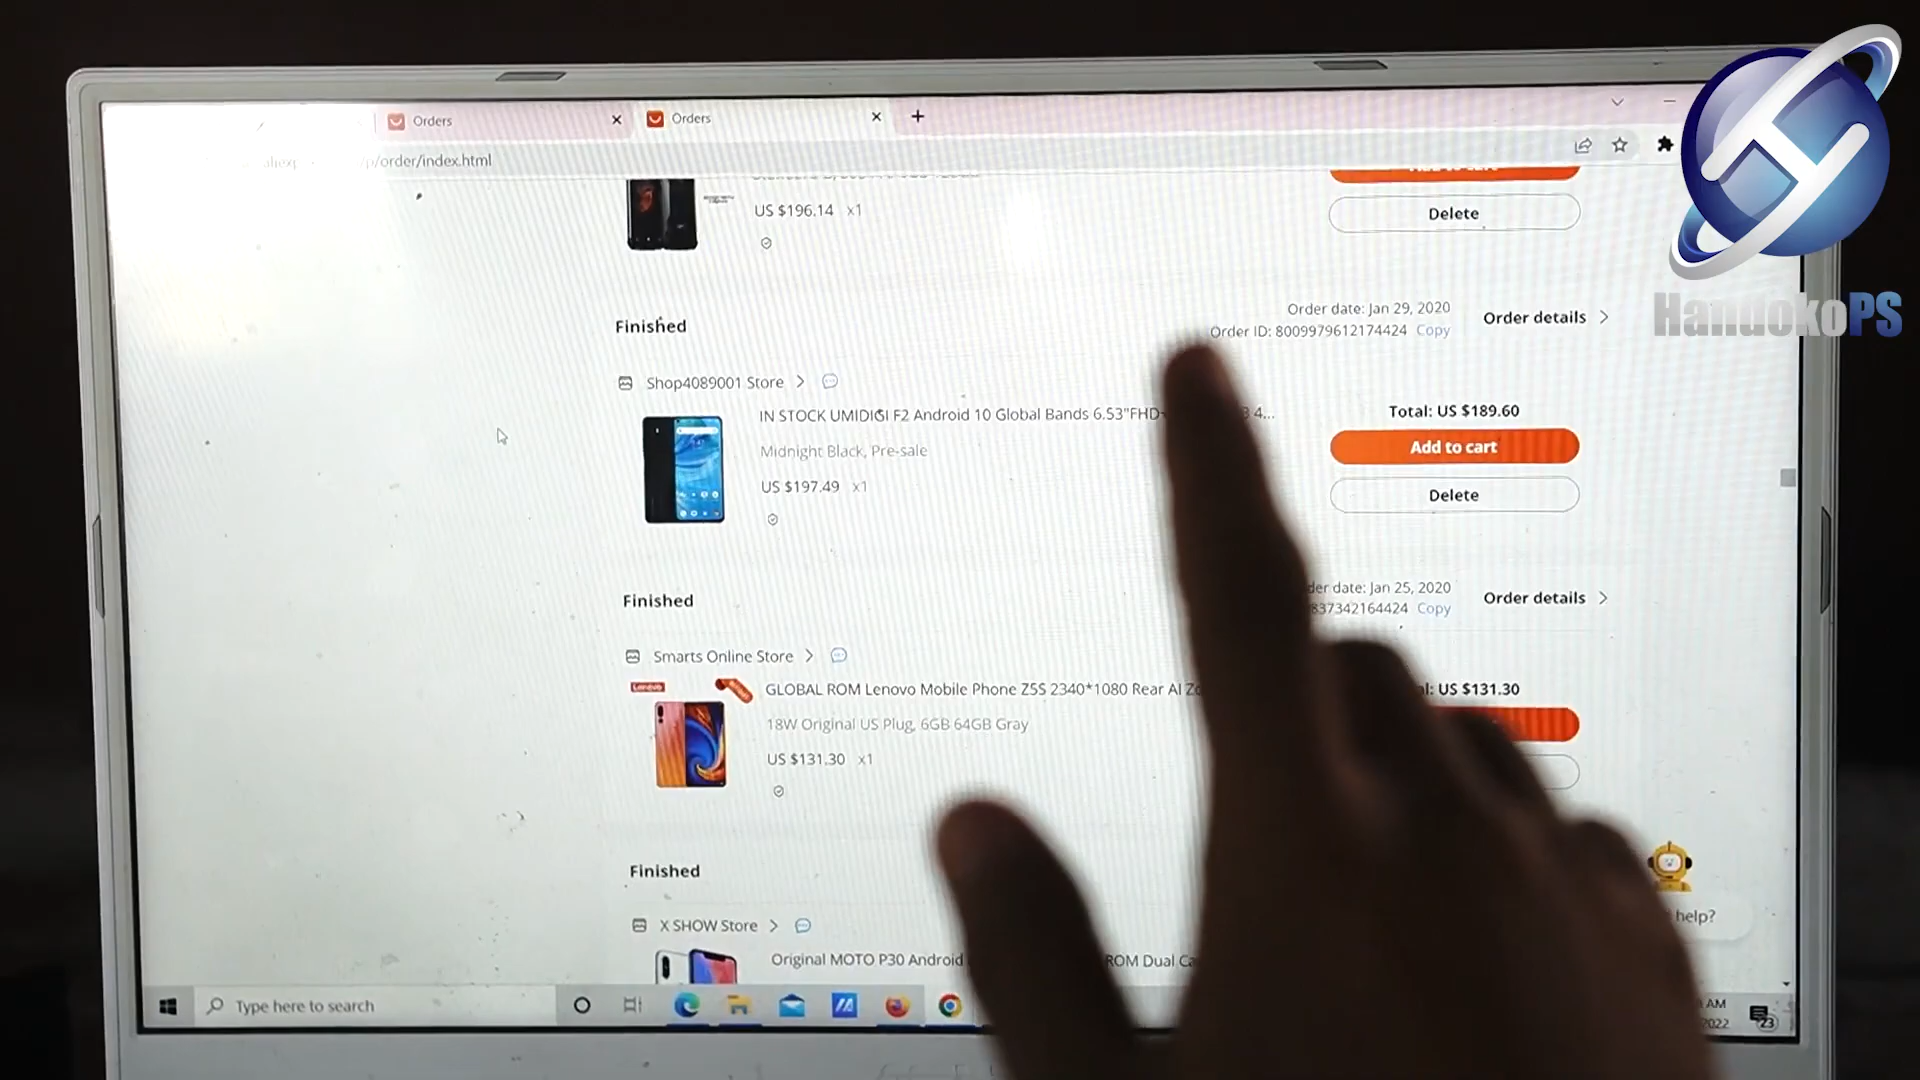 Orders
Orders
p/order/index.html
US $196.14 x1
Delete
Finished
Order date: Jan 29, 2020
Order ID: 8009979612174424 Copy
Order details
Shop4089001 Store
IN STOCK UMIDIGI F2 Android 10 Global Bands 6.53"FHD
Midnight Black, Pre-sale
US $197.49 x1
Total: US $189.60
Add to cart
Delete
Finished
date: Jan 25, 2020
837342164424 Copy
Order details
Smarts Online Store
Lenovo
GLOBAL ROM Lenovo Mobile Phone Z5S 2340*1080 Rear AI
18W Original US Plug, 6GB 64GB Gray
US $131.30 x1
US $131.30
Finished
X SHOW Store
Original MOTO P30 Android ROM Dual
help?
Type here to search
AM
2022
23
HandokoPS